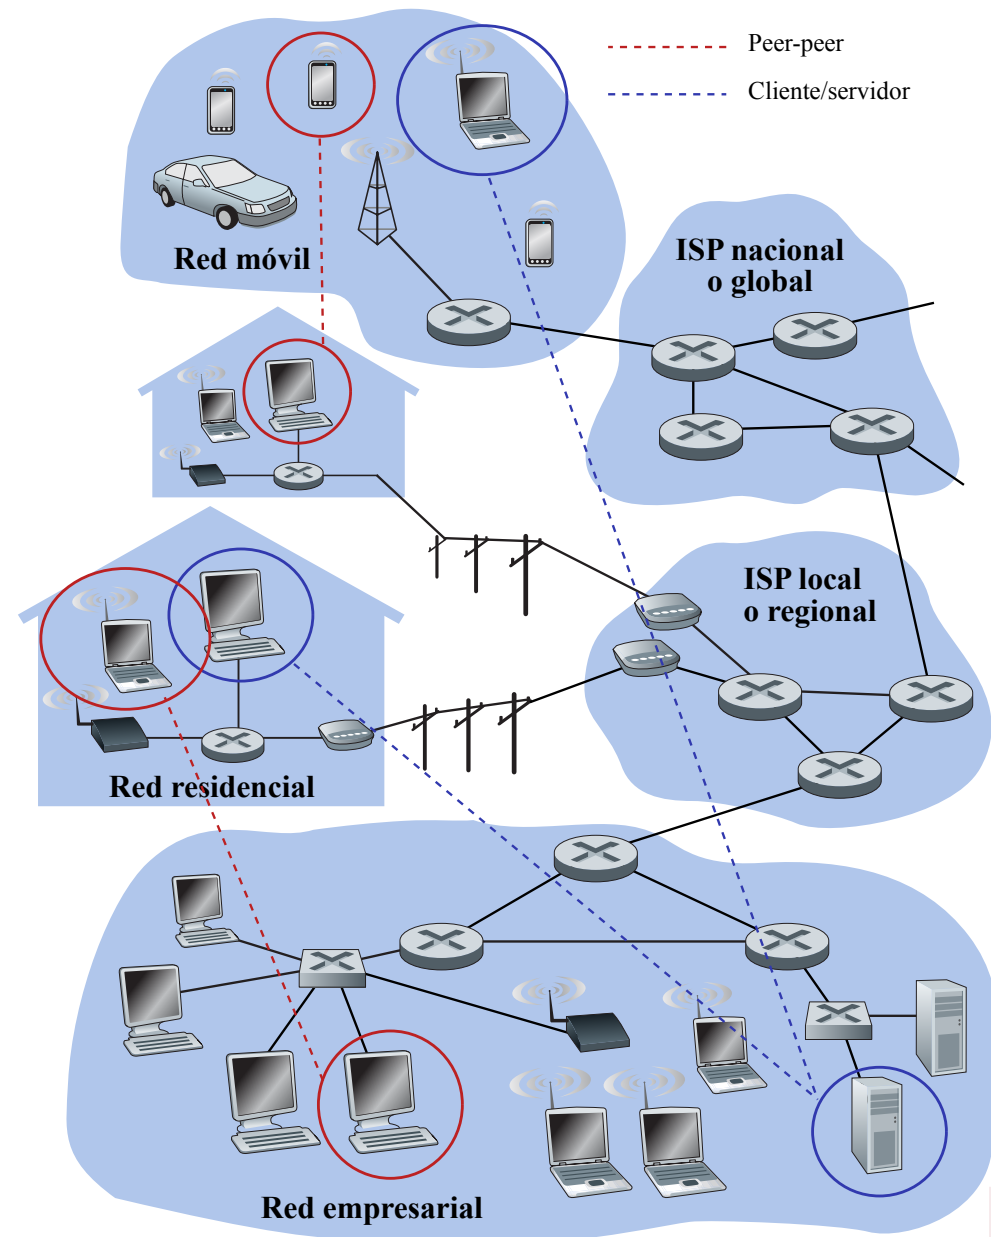 Peer-peer
Cliente/servidor
Red móvil
ISP nacional
o global
ISP local
o regional
Red residencial
Red empresarial